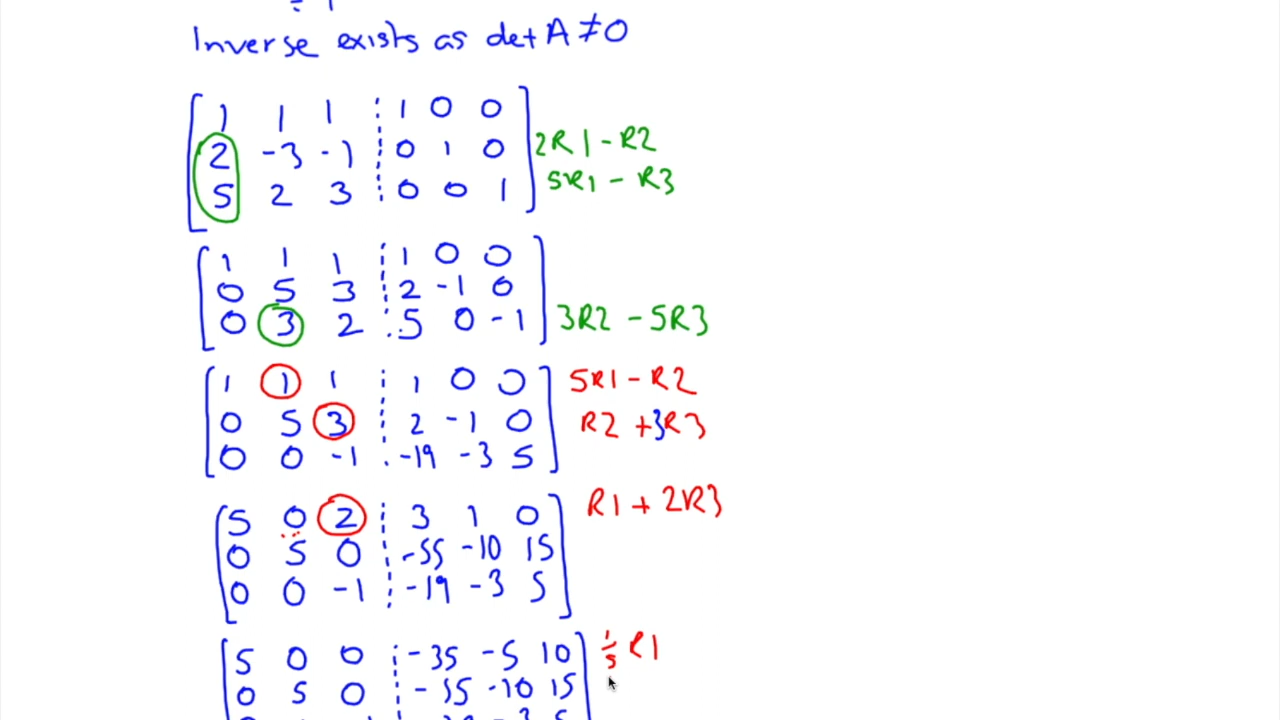 Inverse exists as det A ≠ 0
1 1 1 1 0 0
2 -3 -1 0 1 0 2R1 - R2
5 2 3 0 0 1 5R1 - R3
1 1 1 1 0 0
0 5 3 2 -1 0
0 3 2 5 0 -1 3R2 - 5R3
1 1 1 1 0 0 5R1 - R2
0 5 3 2 -1 0 R2 + 3R3
0 0 -1 -19 -3 5
5 0 2 3 1 0 R1 + 2R3
0 5 0 -55 -10 15
0 0 -1 -19 -3 5
5 0 0 -35 -5 10 1/5 R1
0 5 0 -55 -10 15